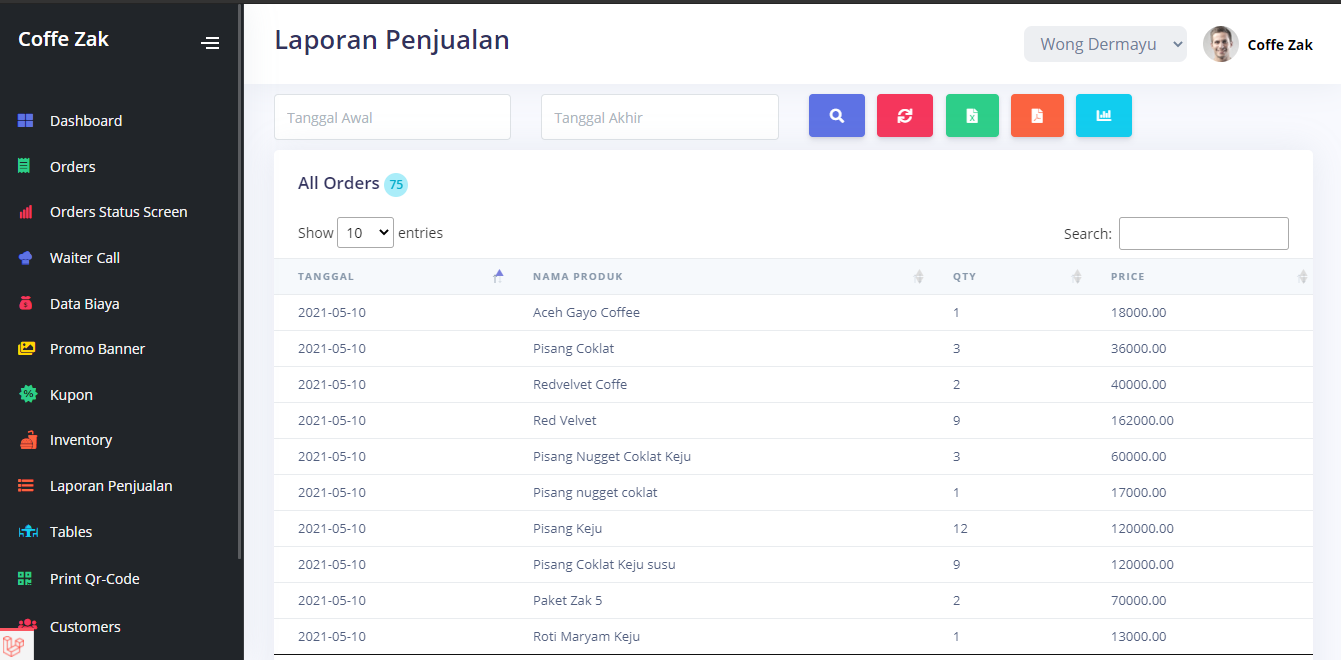 Coffe Zak
Laporan Penjualan
Wong Dermayu
Coffe Zak
Dashboard
Orders
Orders Status Screen
Waiter Call
Data Biaya
Promo Banner
Kupon
Inventory
Laporan Penjualan
Tables
Print Qr-Code
Customers
Tanggal Awal
Tanggal Akhir
All Orders 75
Show 10 entries
Search:
TANGGAL NAMA PRODUK QTY PRICE
2021-05-10 Aceh Gayo Coffee 1 18000.00
2021-05-10 Pisang Coklat 3 36000.00
2021-05-10 Redvelvet Coffe 2 40000.00
2021-05-10 Red Velvet 9 162000.00
2021-05-10 Pisang Nugget Coklat Keju 3 60000.00
2021-05-10 Pisang nugget coklat 1 17000.00
2021-05-10 Pisang Keju 12 120000.00
2021-05-10 Pisang Coklat Keju susu 9 120000.00
2021-05-10 Paket Zak 5 2 70000.00
2021-05-10 Roti Maryam Keju 1 13000.00